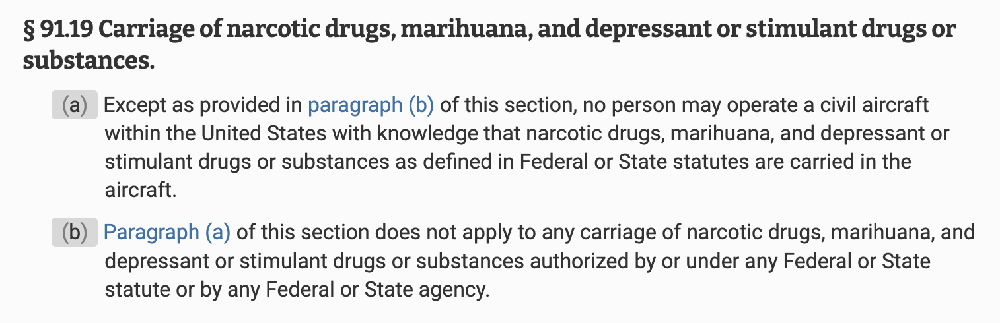 § 91.19 Carriage of narcotic drugs, marihuana, and depressant or stimulant drugs or
substances.
(a) Except as provided in paragraph (b) of this section, no person may operate a civil aircraft
within the United States with knowledge that narcotic drugs, marihuana, and depressant or
stimulant drugs or substances as defined in Federal or State statutes are carried in the
aircraft.
(b) Paragraph (a) of this section does not apply to any carriage of narcotic drugs, marihuana, and
depressant or stimulant drugs or substances authorized by or under any Federal or State
statute or by any Federal or State agency.